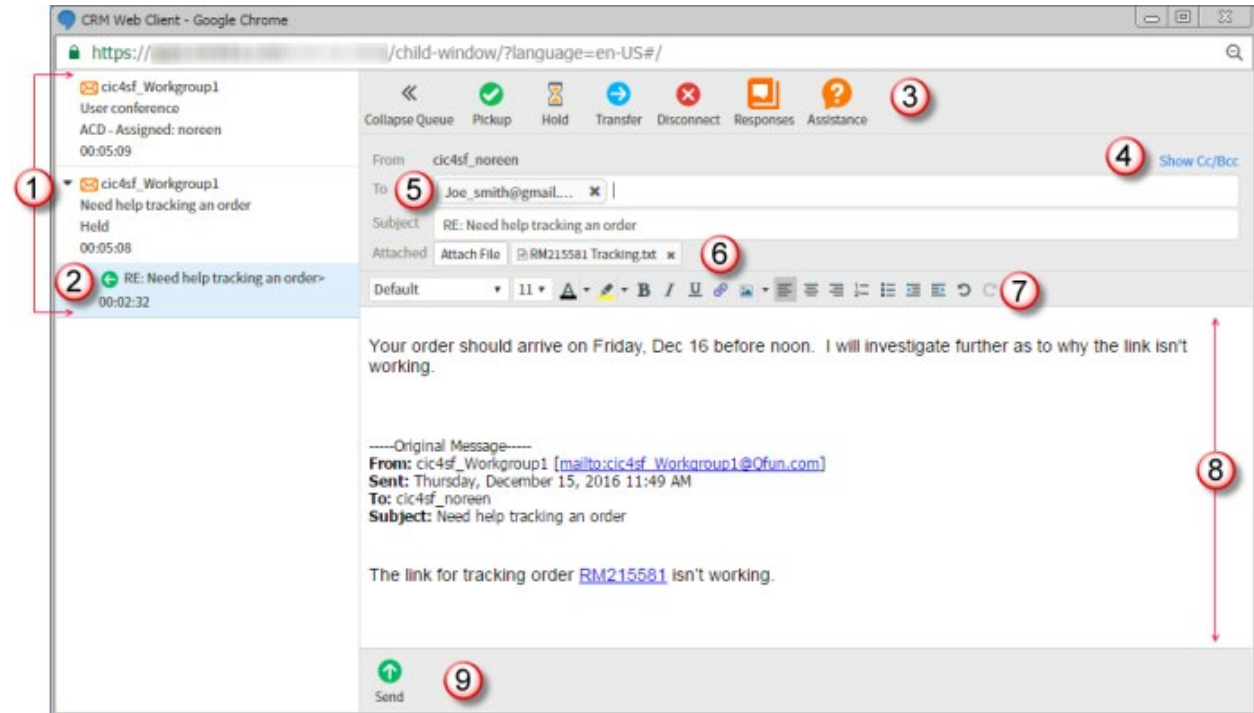 CRM Web Client - Google Chrome
https:// /child-window/?language=en-US#/
1
cic4sf_Workgroup1
User conference
ACD - Assigned: noreen
00:05:09
cic4sf_Workgroup1
Need help tracking an order
Held
00:05:08
2
RE: Need help tracking an order>
00:02:32
Collapse Queue Pickup Hold Transfer Disconnect Responses Assistance
3
From cic4sf_noreen
4
Show Cc/Bcc
To 5 Joe_smith@gmail....
Subject RE: Need help tracking an order
Attached Attach File RM215581 Tracking.txt
6
Default 11 A B I U
7
Your order should arrive on Friday, Dec 16 before noon. I will investigate further as to why the link isn't
working.
-----Original Message-----
From: cic4sf_Workgroup1 [mailto:cic4sf_Workgroup1@Qfun.com]
Sent: Thursday, December 15, 2016 11:49 AM
To: cic4sf_noreen
Subject: Need help tracking an order
The link for tracking order RM215581 isn't working.
8
Send
9